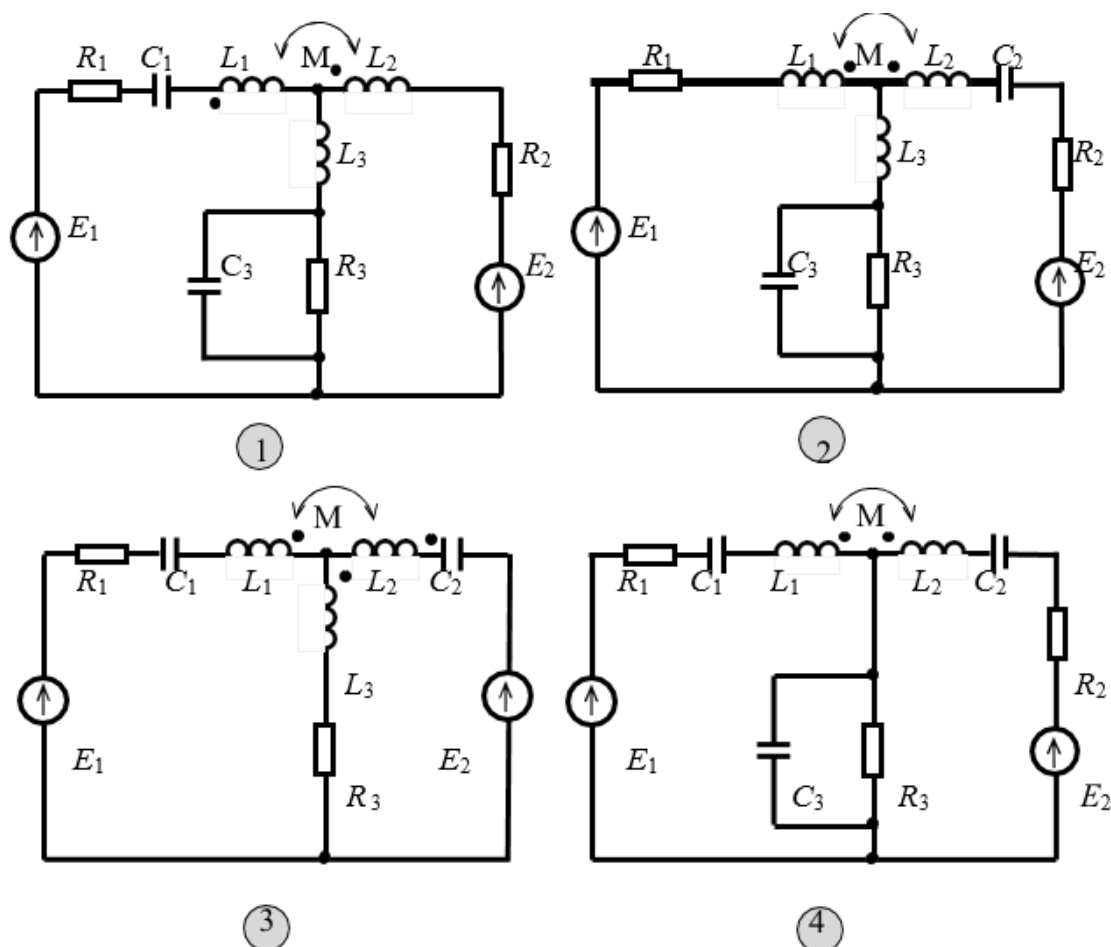 R1 C1 L1 M L2
L3
R2
E1
C3 R3 E2
1
R1 L1 M L2 C2
L3
R2
E1
C3 R3 E2
2
M
R1 C1 L1 L2 C2
L3
E1 E2
R3
3
M
R1 C1 L1 L2 C2
R2
E1
C3 R3 E2
4